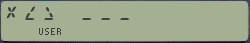 X<> _ _ _
USER